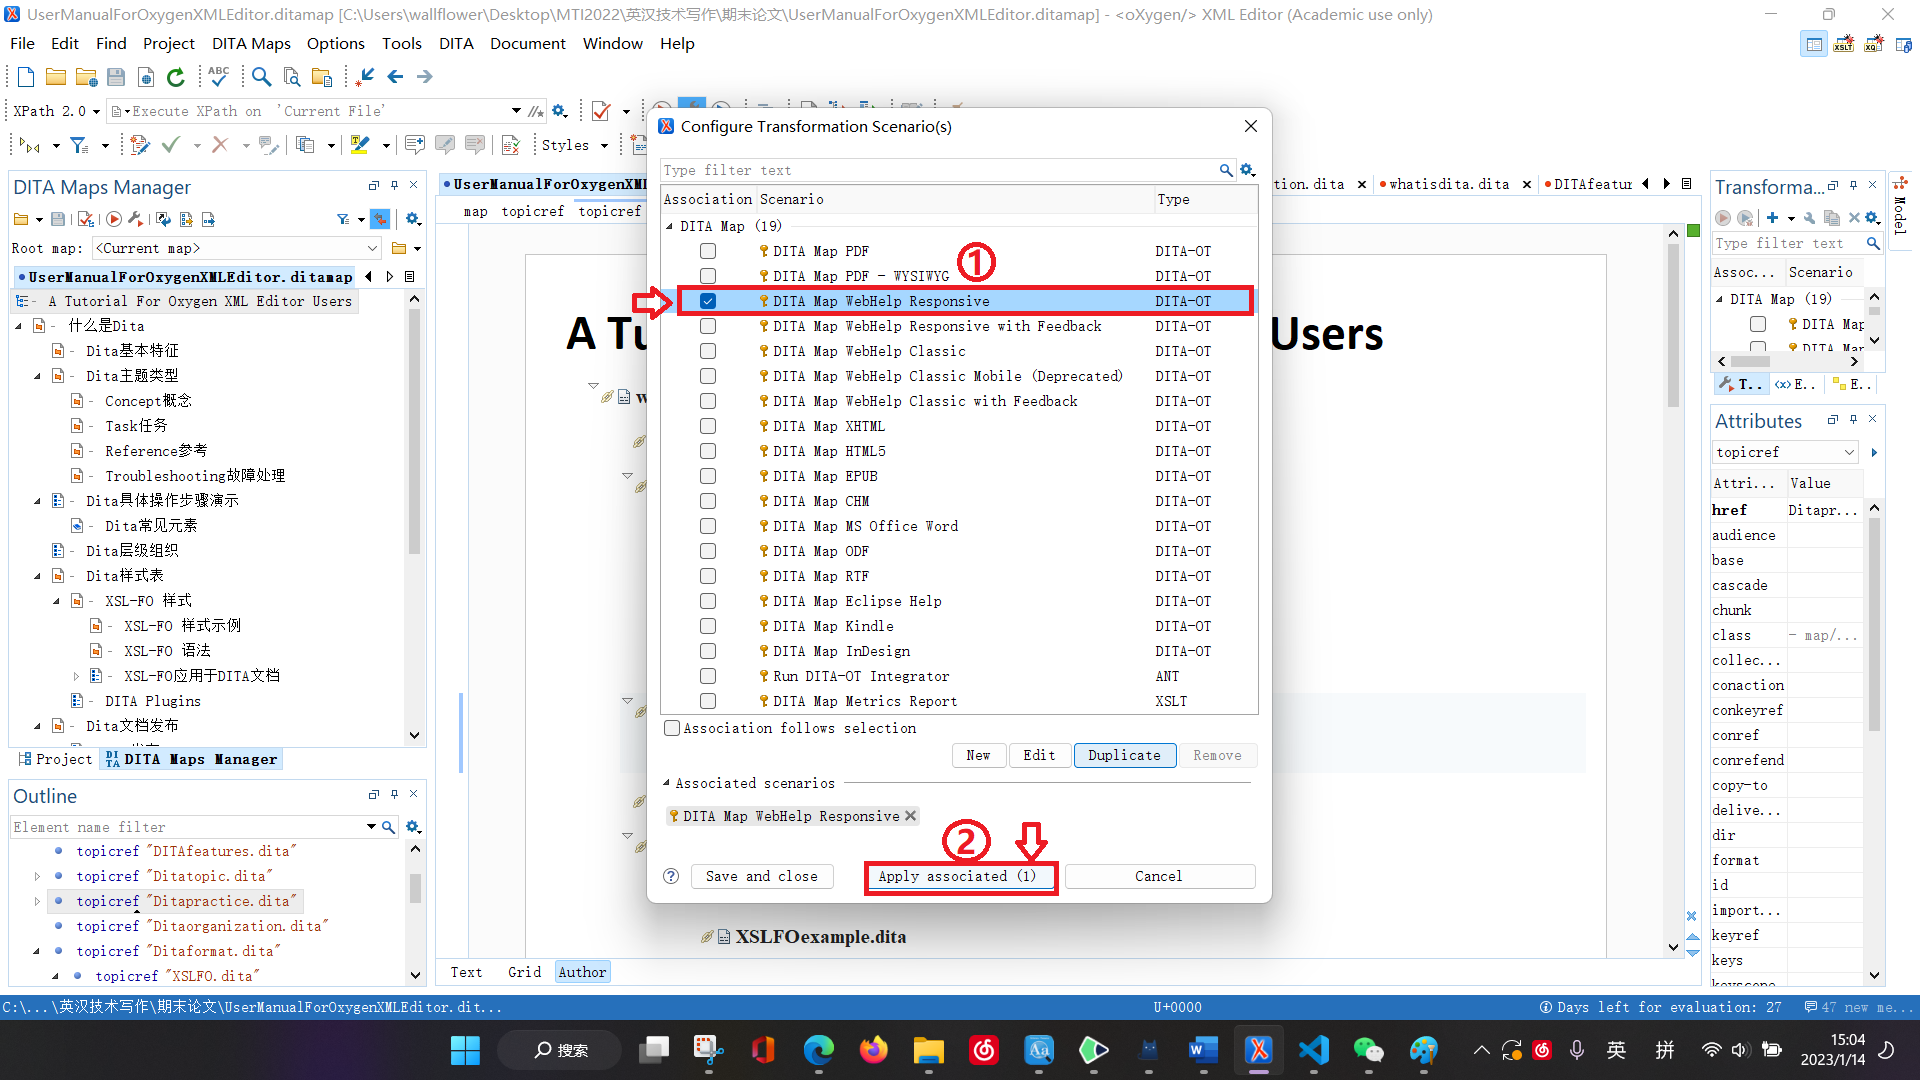 UserManualForOxygenXMLEditor.ditamap [C:\Users\wallflower\Desktop\MTI2022\英汉技术写作\期末论文\UserManualForOxygenXMLEditor.ditamap] - <oXygen/> XML Editor (Academic use only)
File Edit Find Project DITA Maps Options Tools DITA Document Window Help
XPath 2.0 Execute XPath on 'Current File'
Styles
DITA Maps Manager
Root map: <Current map>
UserManualForOxygenXMLEditor.ditamap
A Tutorial For Oxygen XML Editor Users
什么是Dita
Dita基本特征
Dita主题类型
Concept概念
Task任务
Reference参考
Troubleshooting故障处理
Dita具体操作步骤演示
Dita常见元素
Dita层级组织
Dita样式表
XSL-FO 样式
XSL-FO 样式示例
XSL-FO 语法
XSL-FO应用于DITA文档
DITA Plugins
Dita文档发布
Project DITA Maps Manager
Outline
Element name filter
topicref "DITAfeatures.dita"
topicref "Ditatopic.dita"
topicref "Ditapractice.dita"
topicref "Ditaorganization.dita"
topicref "Ditaformat.dita"
topicref "XSLFO.dita"
UserManualForOxygenXML
tion.dita whatisdita.dita DITAfeatur
map topicref topicref
A Tu
Users
XSLFOexample.dita
Text Grid Author
Configure Transformation Scenario(s)
Type filter text
Association Scenario Type
DITA Map (19)
DITA Map PDF DITA-OT
DITA Map PDF - WYSIWYG DITA-OT
①
DITA Map WebHelp Responsive DITA-OT
DITA Map WebHelp Responsive with Feedback DITA-OT
DITA Map WebHelp Classic DITA-OT
DITA Map WebHelp Classic Mobile (Deprecated) DITA-OT
DITA Map WebHelp Classic with Feedback DITA-OT
DITA Map XHTML DITA-OT
DITA Map HTML5 DITA-OT
DITA Map EPUB DITA-OT
DITA Map CHM DITA-OT
DITA Map MS Office Word DITA-OT
DITA Map ODF DITA-OT
DITA Map RTF DITA-OT
DITA Map Eclipse Help DITA-OT
DITA Map Kindle DITA-OT
DITA Map InDesign DITA-OT
Run DITA-OT Integrator ANT
DITA Map Metrics Report XSLT
Association follows selection
New Edit Duplicate Remove
Associated scenarios
DITA Map WebHelp Responsive
②
Save and close Apply associated (1) Cancel
Transforma...
Type filter text
Assoc... Scenario
DITA Map (19)
DITA Map
DITA Map
T.. E.. E..
Model
Attributes
topicref
Attri... Value
href Ditapr...
audience
base
cascade
chunk
class - map/...
collec...
conaction
conkeyref
conref
conrefend
copy-to
delive...
dir
format
id
import...
keyref
keys
keyscope
C:\...\英汉技术写作\期末论文\UserManualForOxygenXMLEditor.dit...
U+0000
Days left for evaluation: 27
47 new me...
搜索
英 拼
15:04
2023/1/14